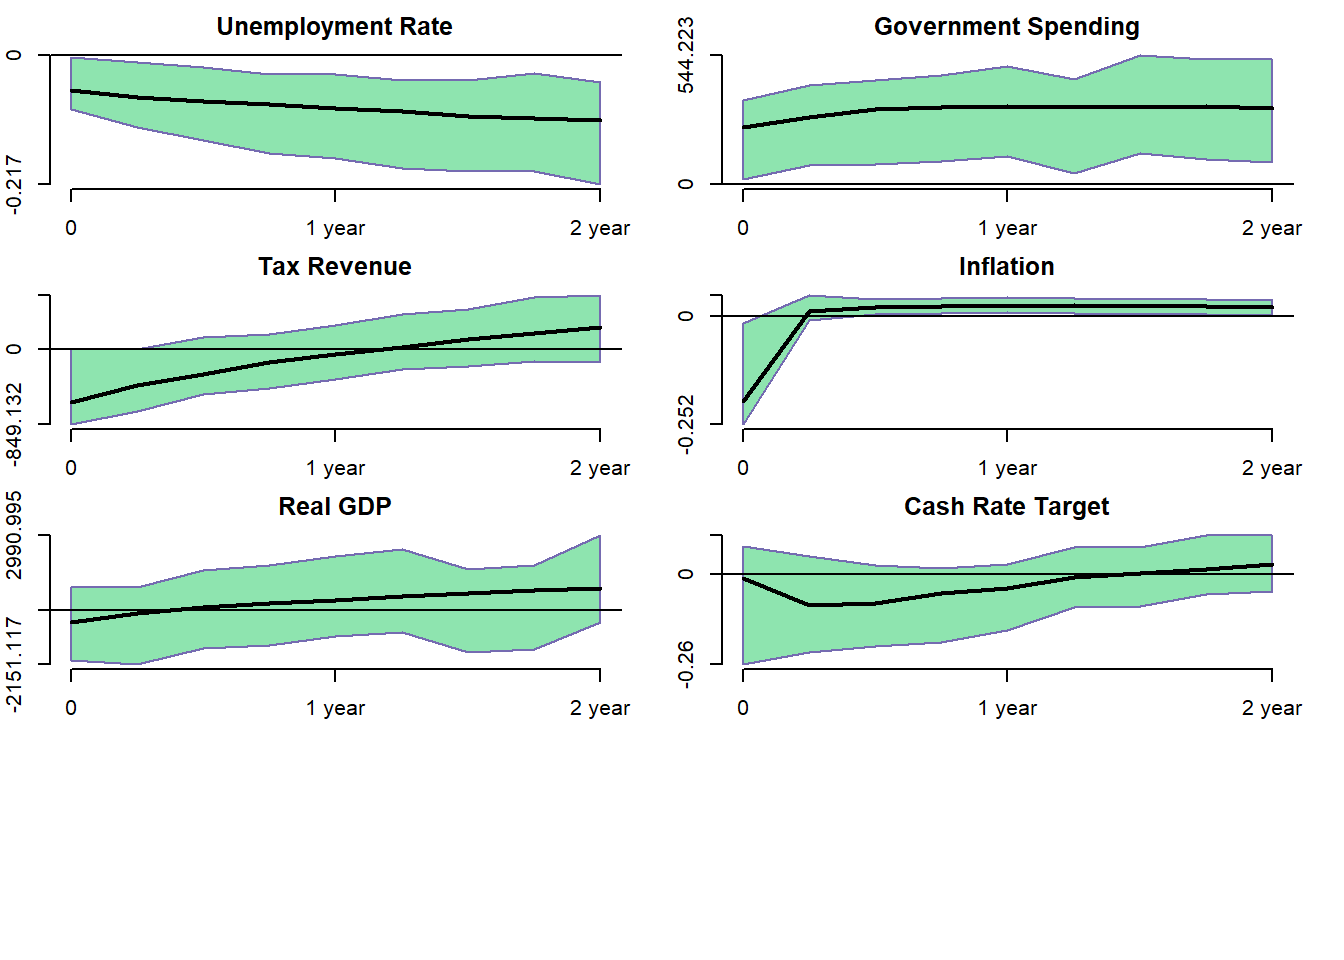 Unemployment Rate
0
-0.217
0 1 year 2 year
Government Spending
544.223
0
0 1 year 2 year
Tax Revenue
0
-849.132
0 1 year 2 year
Inflation
0
-0.252
0 1 year 2 year
Real GDP
2990.995
-2151.117
0 1 year 2 year
Cash Rate Target
0
-0.26
0 1 year 2 year